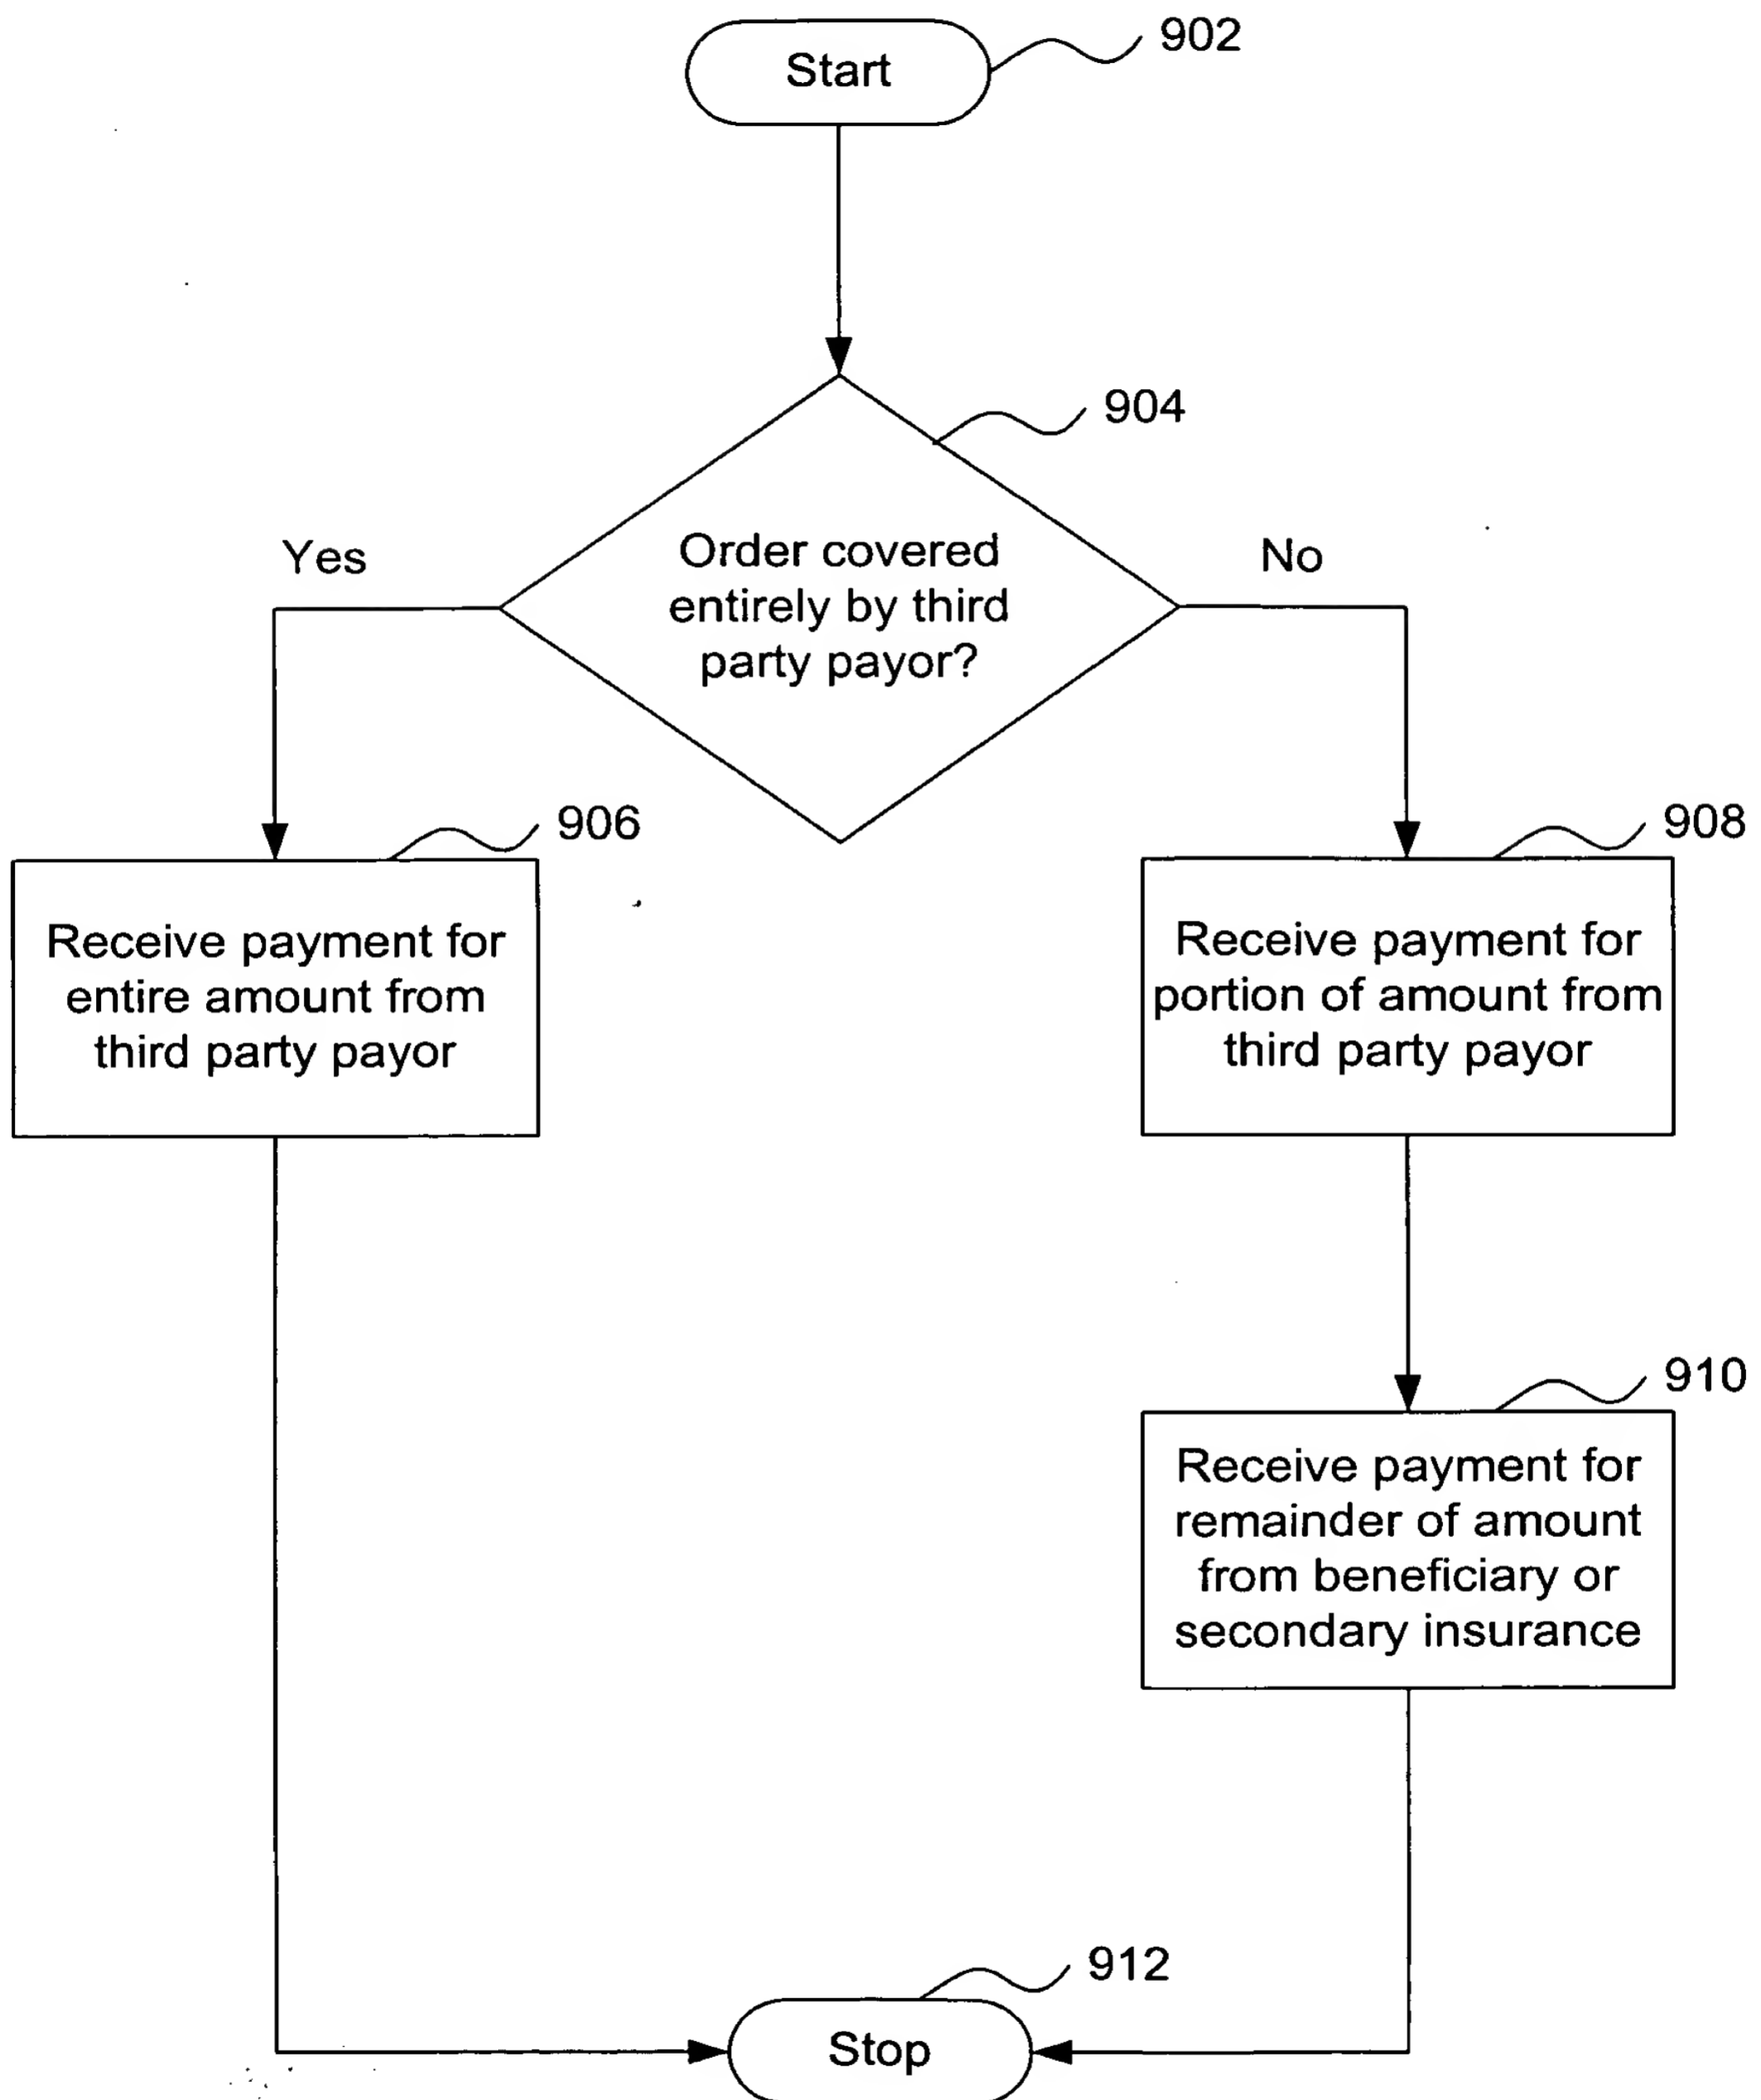 902
Start
904
Order covered
entirely by third
party payor?
Yes
No
906
Receive payment for
entire amount from
third party payor
908
Receive payment for
portion of amount from
third party payor
910
Receive payment for
remainder of amount
from beneficiary or
secondary insurance
912
Stop